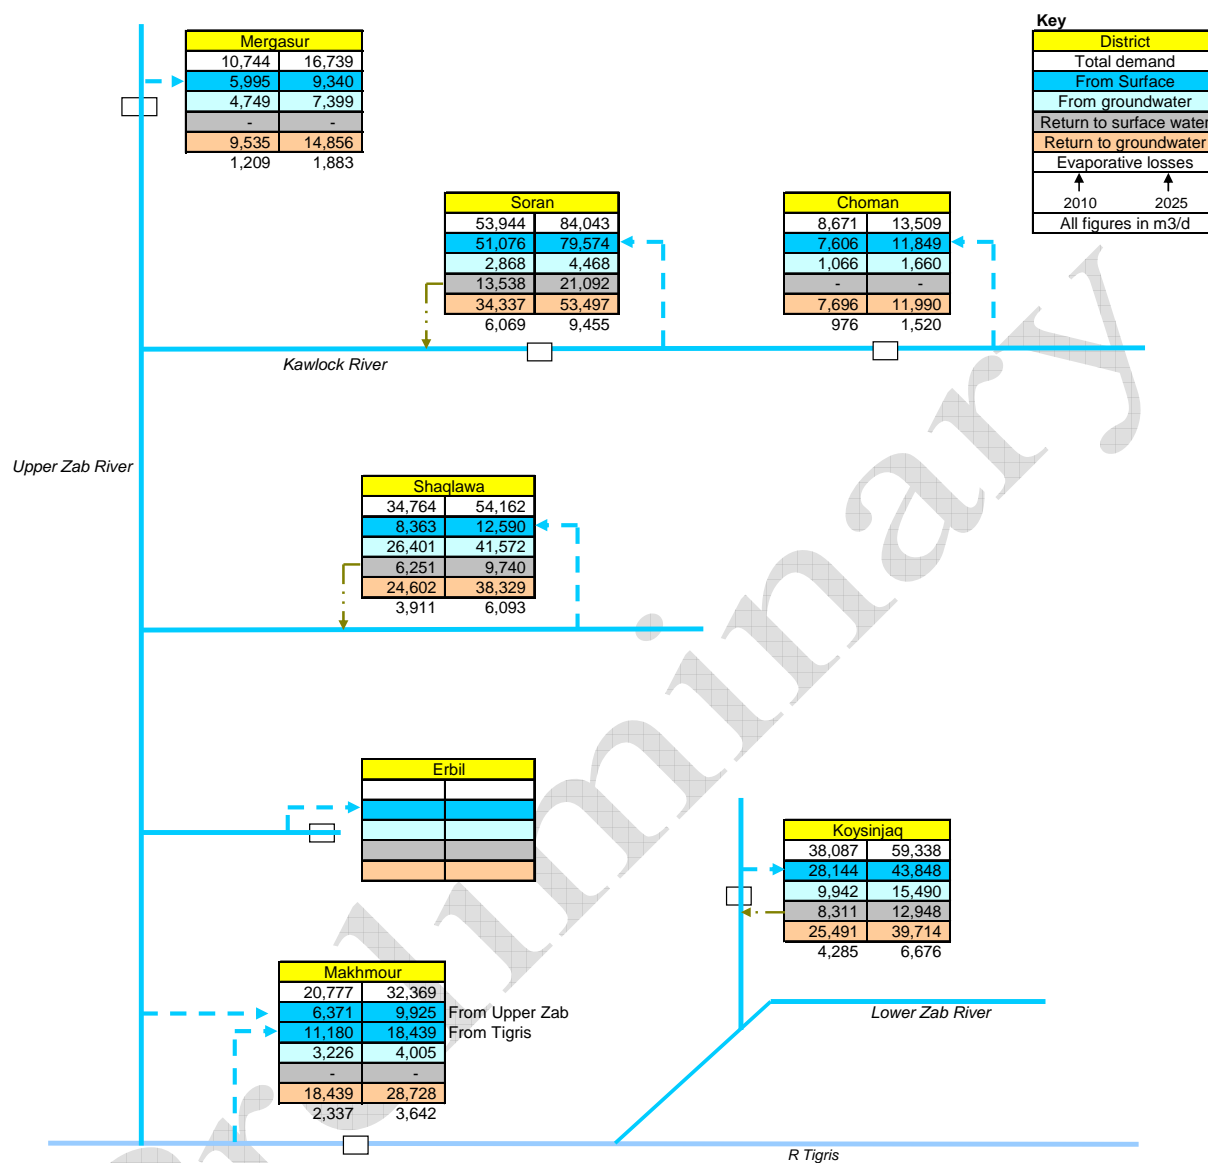 Key
District
Total demand
From Surface
From groundwater
Return to surface water
Return to groundwater
Evaporative losses
2010 2025
All figures in m3/d
Mergasur
10,744 16,739
5,995 9,340
4,749 7,399
- -
9,535 14,856
1,209 1,883
Soran
53,944 84,043
51,076 79,574
2,868 4,468
13,538 21,092
34,337 53,497
6,069 9,455
Choman
8,671 13,509
7,606 11,849
1,066 1,660
- -
7,696 11,990
976 1,520
Kawlock River
Upper Zab River
Shaqlawa
34,764 54,162
8,363 12,590
26,401 41,572
6,251 9,740
24,602 38,329
3,911 6,093
Erbil
Koysinjaq
38,087 59,338
28,144 43,848
9,942 15,490
8,311 12,948
25,491 39,714
4,285 6,676
Makhmour
20,777 32,369
6,371 9,925 From Upper Zab
11,180 18,439 From Tigris
3,226 4,005
- -
18,439 28,728
2,337 3,642
Lower Zab River
R Tigris
Preliminary